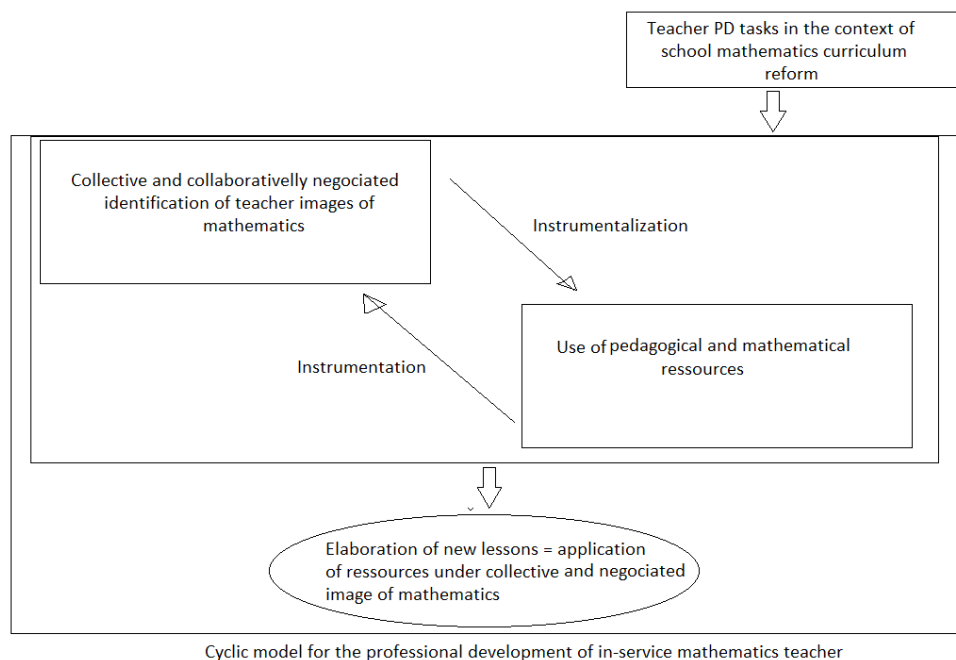 Teacher PD tasks in the context of
school mathematics curriculum
reform
Collective and collaborativelly negociated
identification of teacher images of
mathematics
Instrumentalization
Use of pedagogical and mathematical
ressources
Instrumentation
Elaboration of new lessons = application
of ressources under collective and negociated
image of mathematics
Cyclic model for the professional development of in-service mathematics teacher